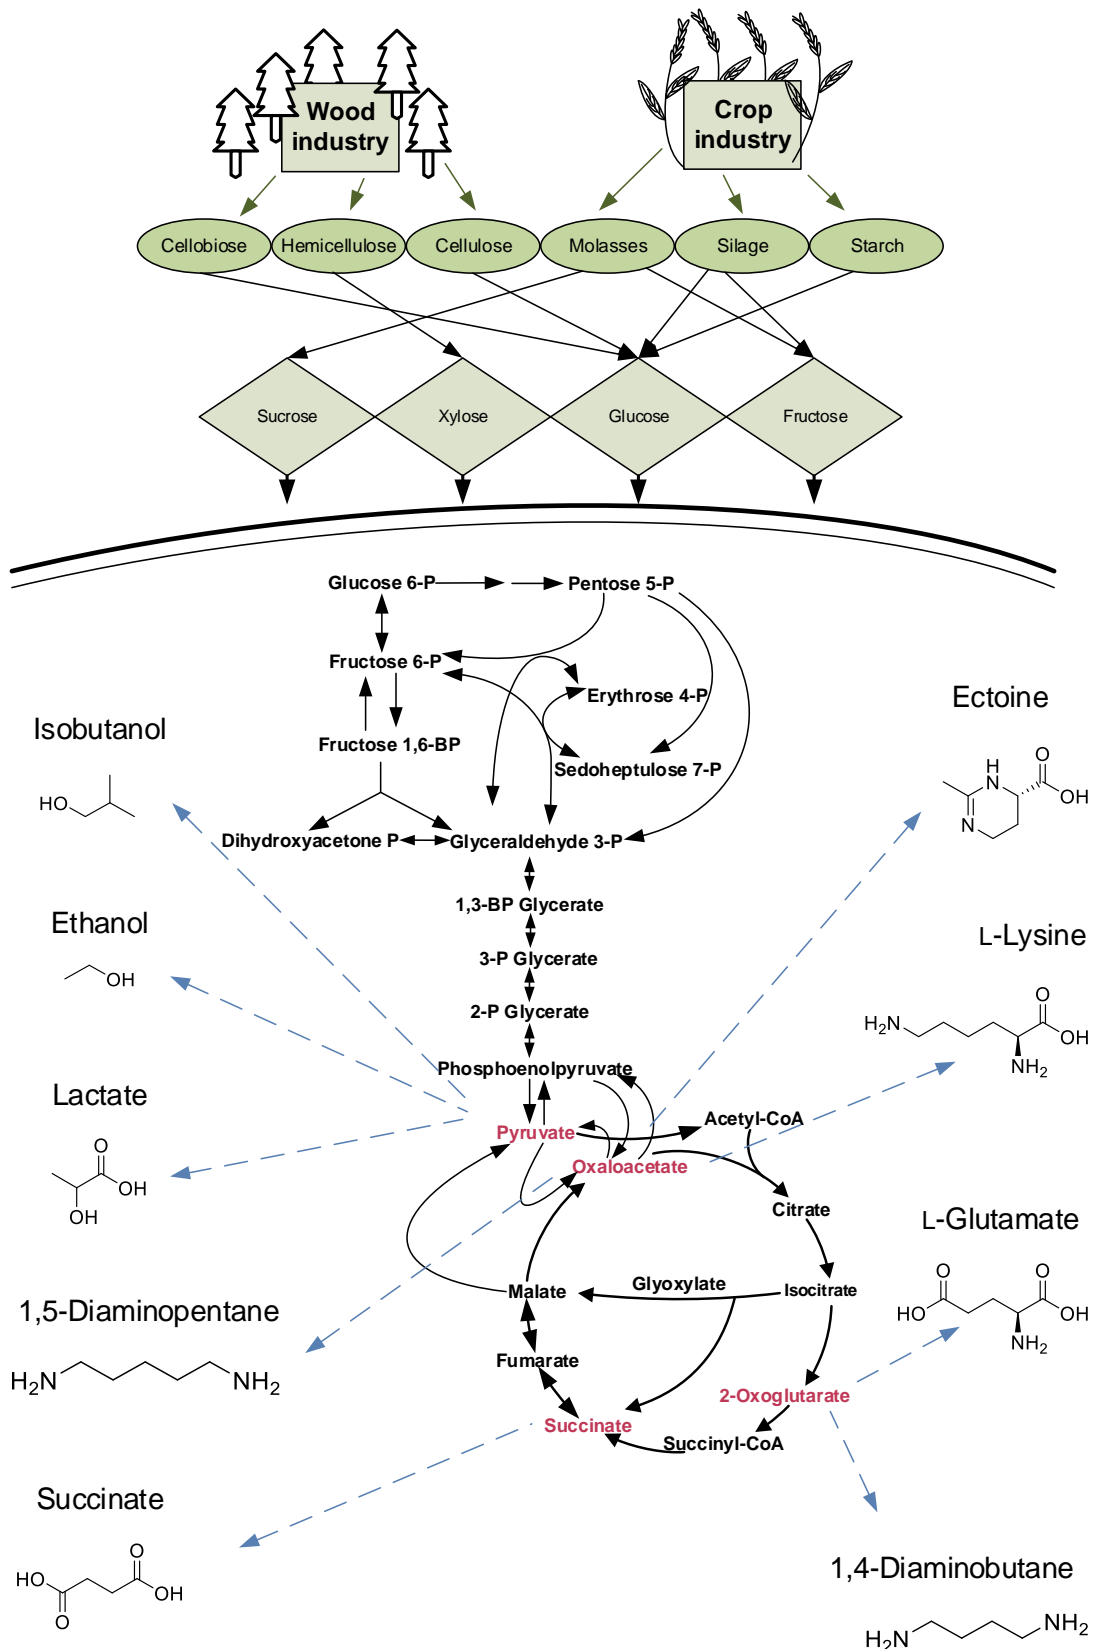 Wood
industry
Crop
industry
Cellobiose
Hemicellulose
Cellulose
Molasses
Silage
Starch
Sucrose
Xylose
Glucose
Fructose
Glucose 6-P
Pentose 5-P
Fructose 6-P
Erythrose 4-P
Fructose 1,6-BP
Sedoheptulose 7-P
Dihydroxyacetone P
Glyceraldehyde 3-P
1,3-BP Glycerate
3-P Glycerate
2-P Glycerate
Phosphoenolpyruvate
Pyruvate
Acetyl-CoA
Oxaloacetate
Citrate
Glyoxylate
Isocitrate
Malate
Fumarate
2-Oxoglutarate
Succinate
Succinyl-CoA
Isobutanol
HO
Ethanol
OH
Lactate
O
OH
OH
1,5-Diaminopentane
H2N
NH2
Succinate
O
HO
OH
O
Ectoine
H
N
O
OH
N
L-Lysine
O
H2N
OH
NH2
L-Glutamate
O
O
HO
OH
NH2
1,4-Diaminobutane
NH2
H2N